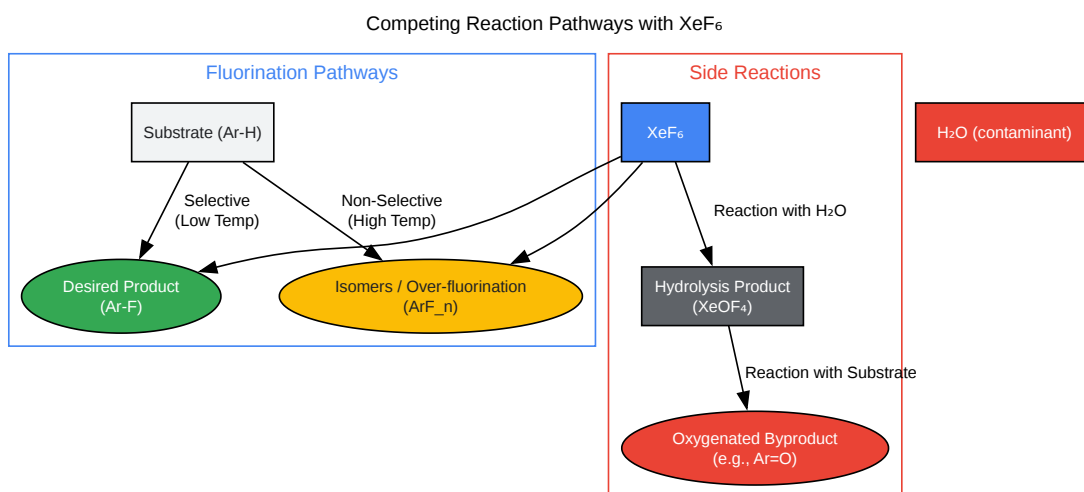 Competing Reaction Pathways with XeF₆
Fluorination Pathways
Side Reactions
Substrate (Ar-H)
XeF₆
H₂O (contaminant)
Selective
(Low Temp)
Non-Selective
(High Temp)
Reaction with H₂O
Desired Product
(Ar-F)
Isomers / Over-fluorination
(ArF_n)
Hydrolysis Product
(XeOF₄)
Reaction with Substrate
Oxygenated Byproduct
(e.g., Ar=O)